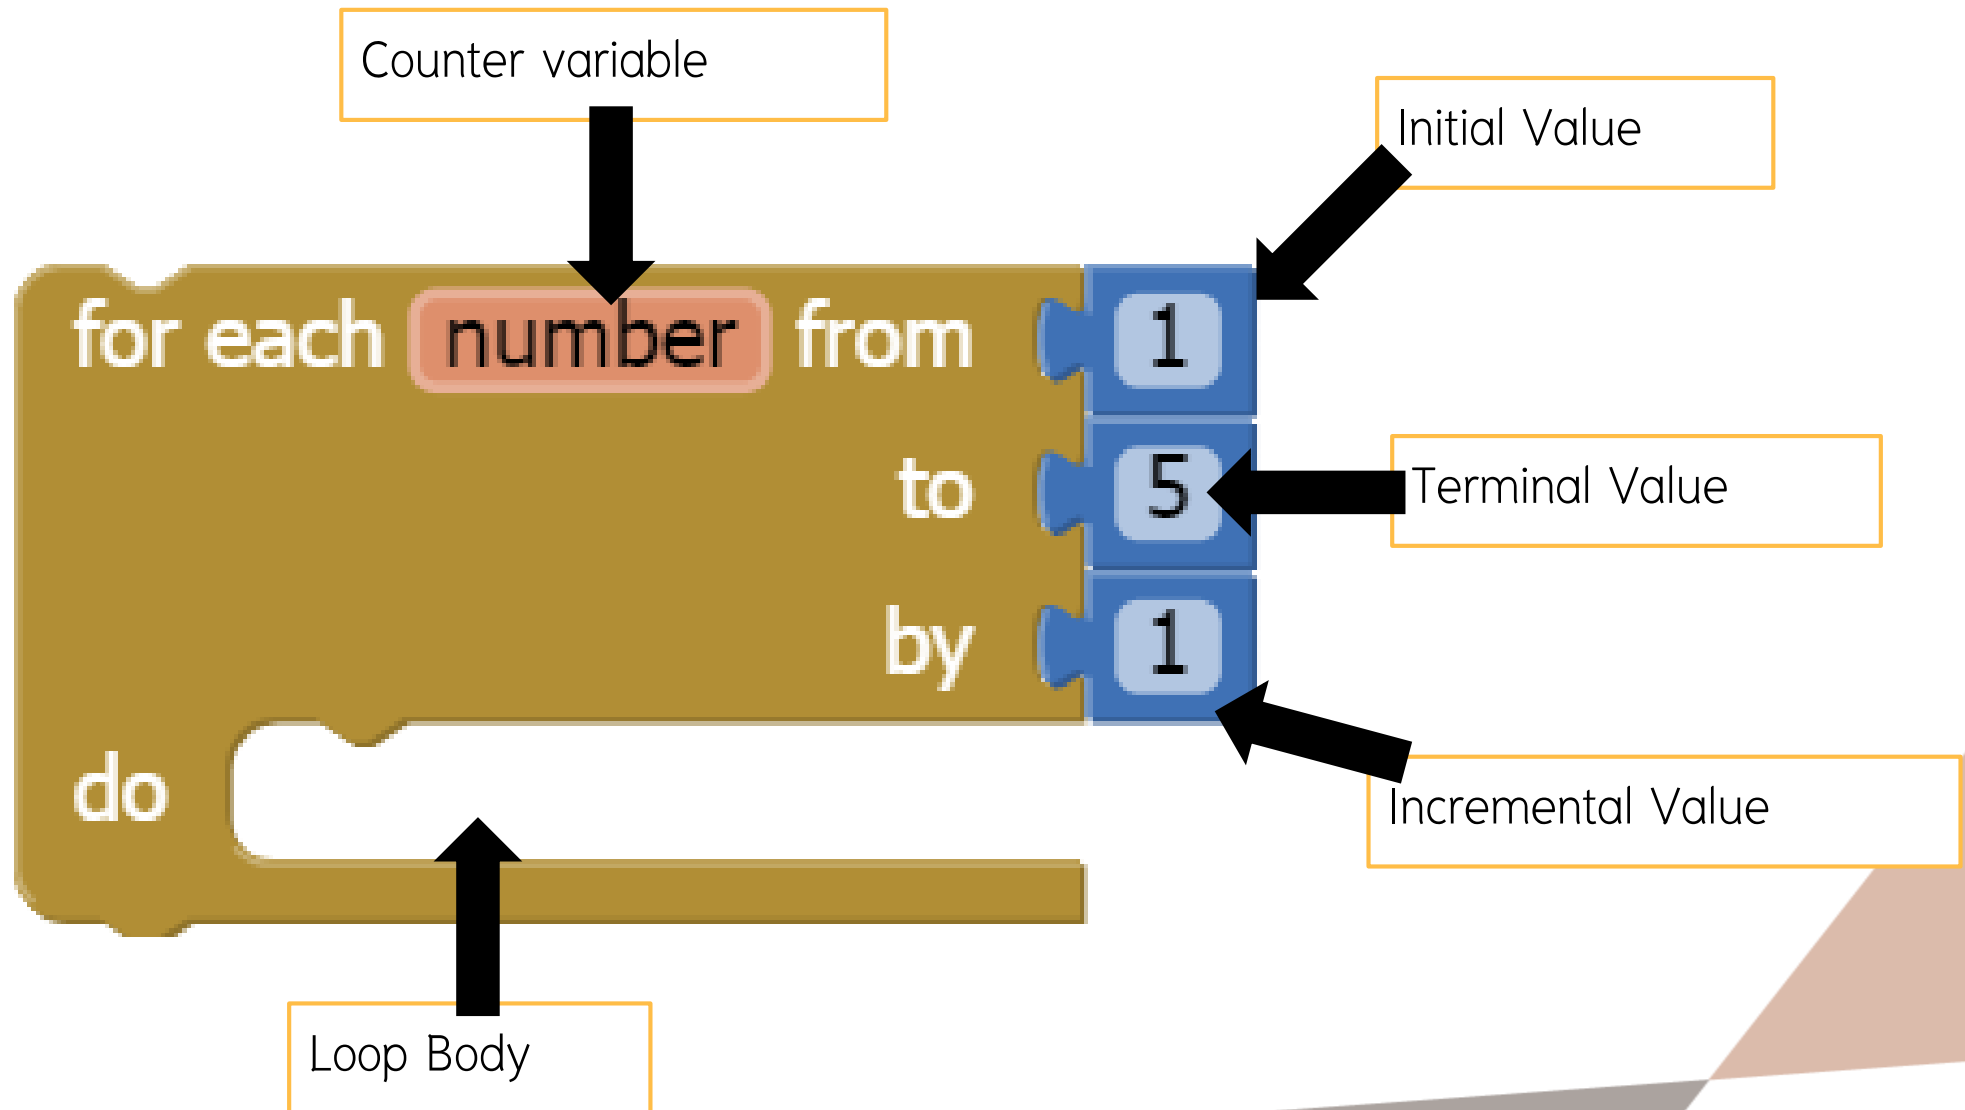 Counter variable
Initial Value
for each number from 1
to 5
Terminal Value
by 1
do
Incremental Value
Loop Body